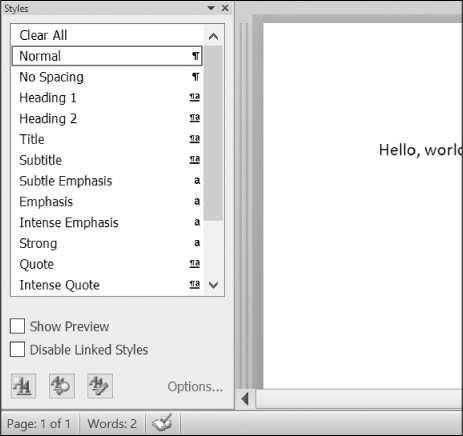 Styles
Clear All
Normal ¶
No Spacing ¶
Heading 1 ¶a
Heading 2 ¶a
Title ¶a
Subtitle ¶a
Subtle Emphasis a
Emphasis a
Intense Emphasis a
Strong a
Quote ¶a
Intense Quote ¶a
Show Preview
Disable Linked Styles
Options...
Hello, world
Page: 1 of 1 Words: 2